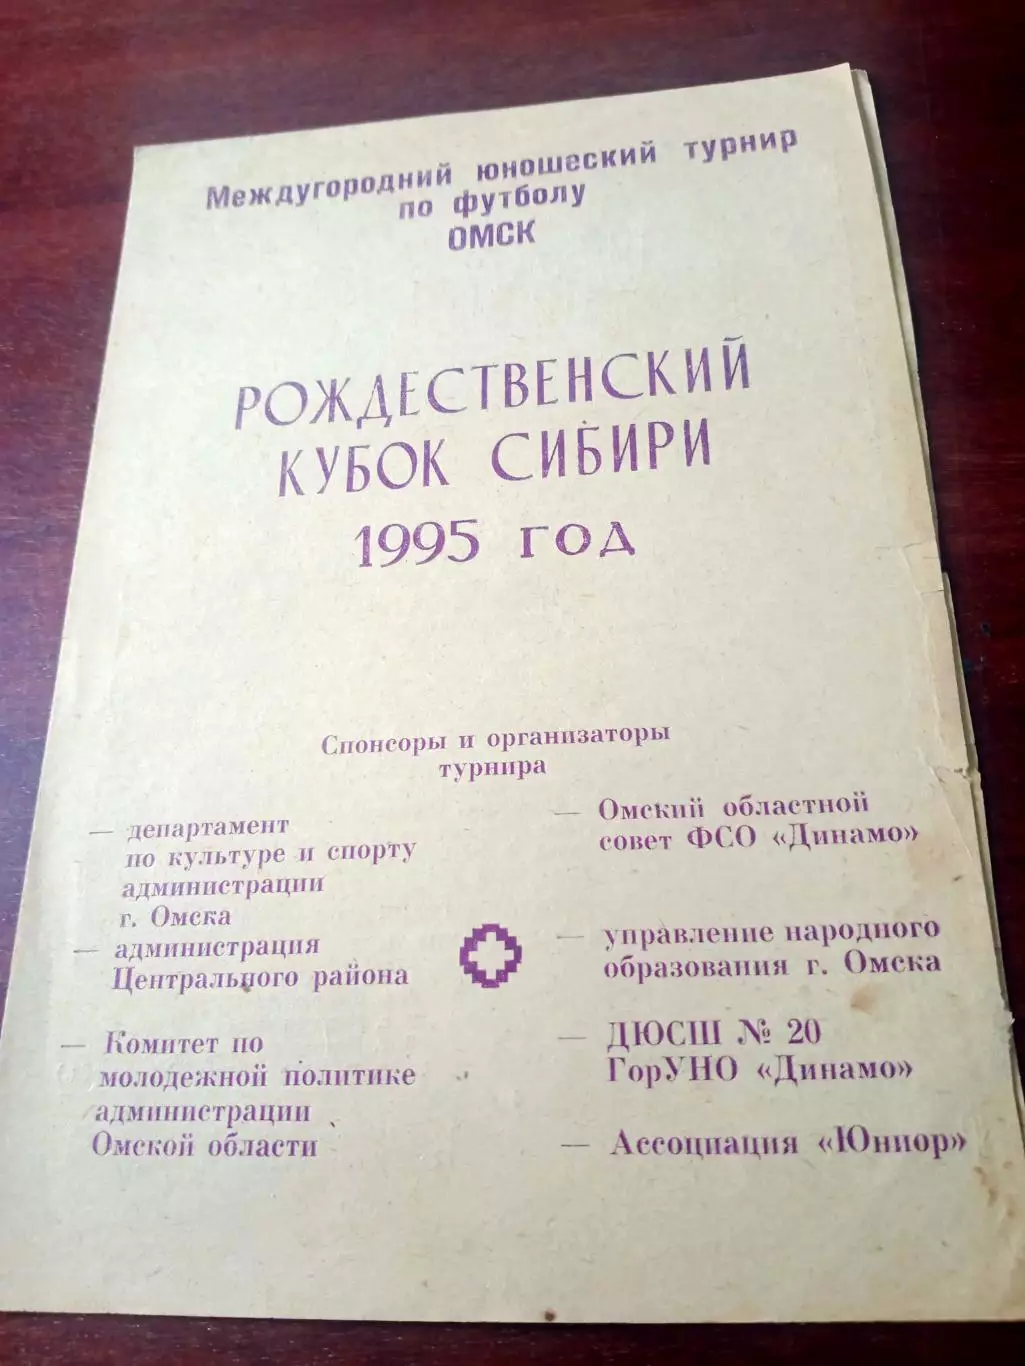 Междугородний юношеский турнир
по футболу
ОМСК
РОЖДЕСТВЕНСКИЙ
КУБОК СИБИРИ
1995 год
Спонсоры и организаторы
турнира
— департамент
по культуре и спорту
администрации
г. Омска
— администрация
Центрального района
— Комитет по
молодежной политике
администрации
Омской области
— Омский областной
совет ФСО «Динамо»
— управление народного
образования г. Омска
— ДЮСШ № 20
ГорУНО «Динамо»
— Ассоциация «Юниор»